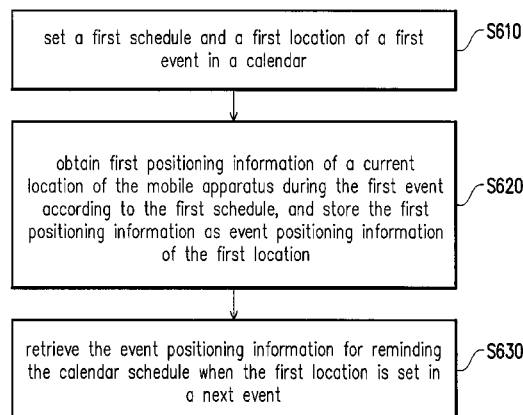 set a first schedule and a first location of a first
event in a calendar
S610
obtain first positioning information of a current
location of the mobile apparatus during the first event
according to the first schedule, and store the first
positioning information as event positioning information
of the first location
S620
retrieve the event positioning information for reminding
the calendar schedule when the first location is set in
a next event
S630